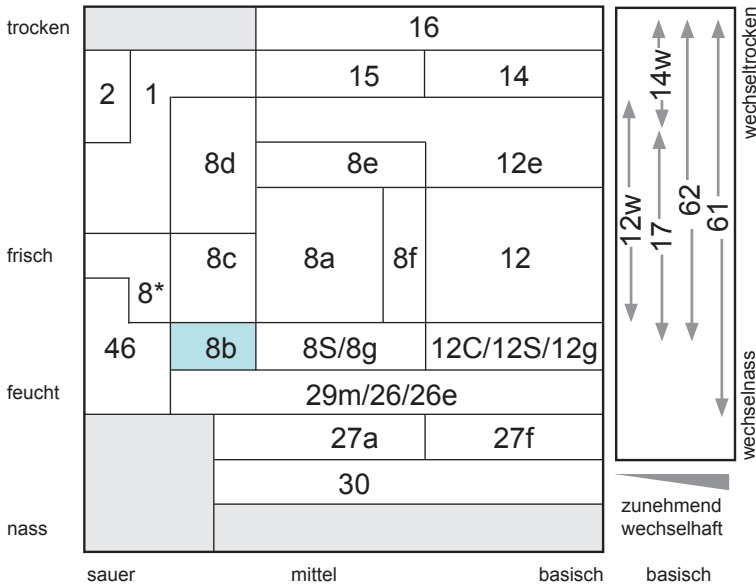 trocken
16
15
14
2
1
8d
8e
12e
frisch
8c
8a
8f
12
8*
46
8b
8S/8g
12C/12S/12g
feucht
29m/26/26e
27a
27f
30
nass
sauer
mittel
basisch
14w
12w
17
62
61
wechseltrocken
wechselnass
zunehmend
wechselhaft
basisch